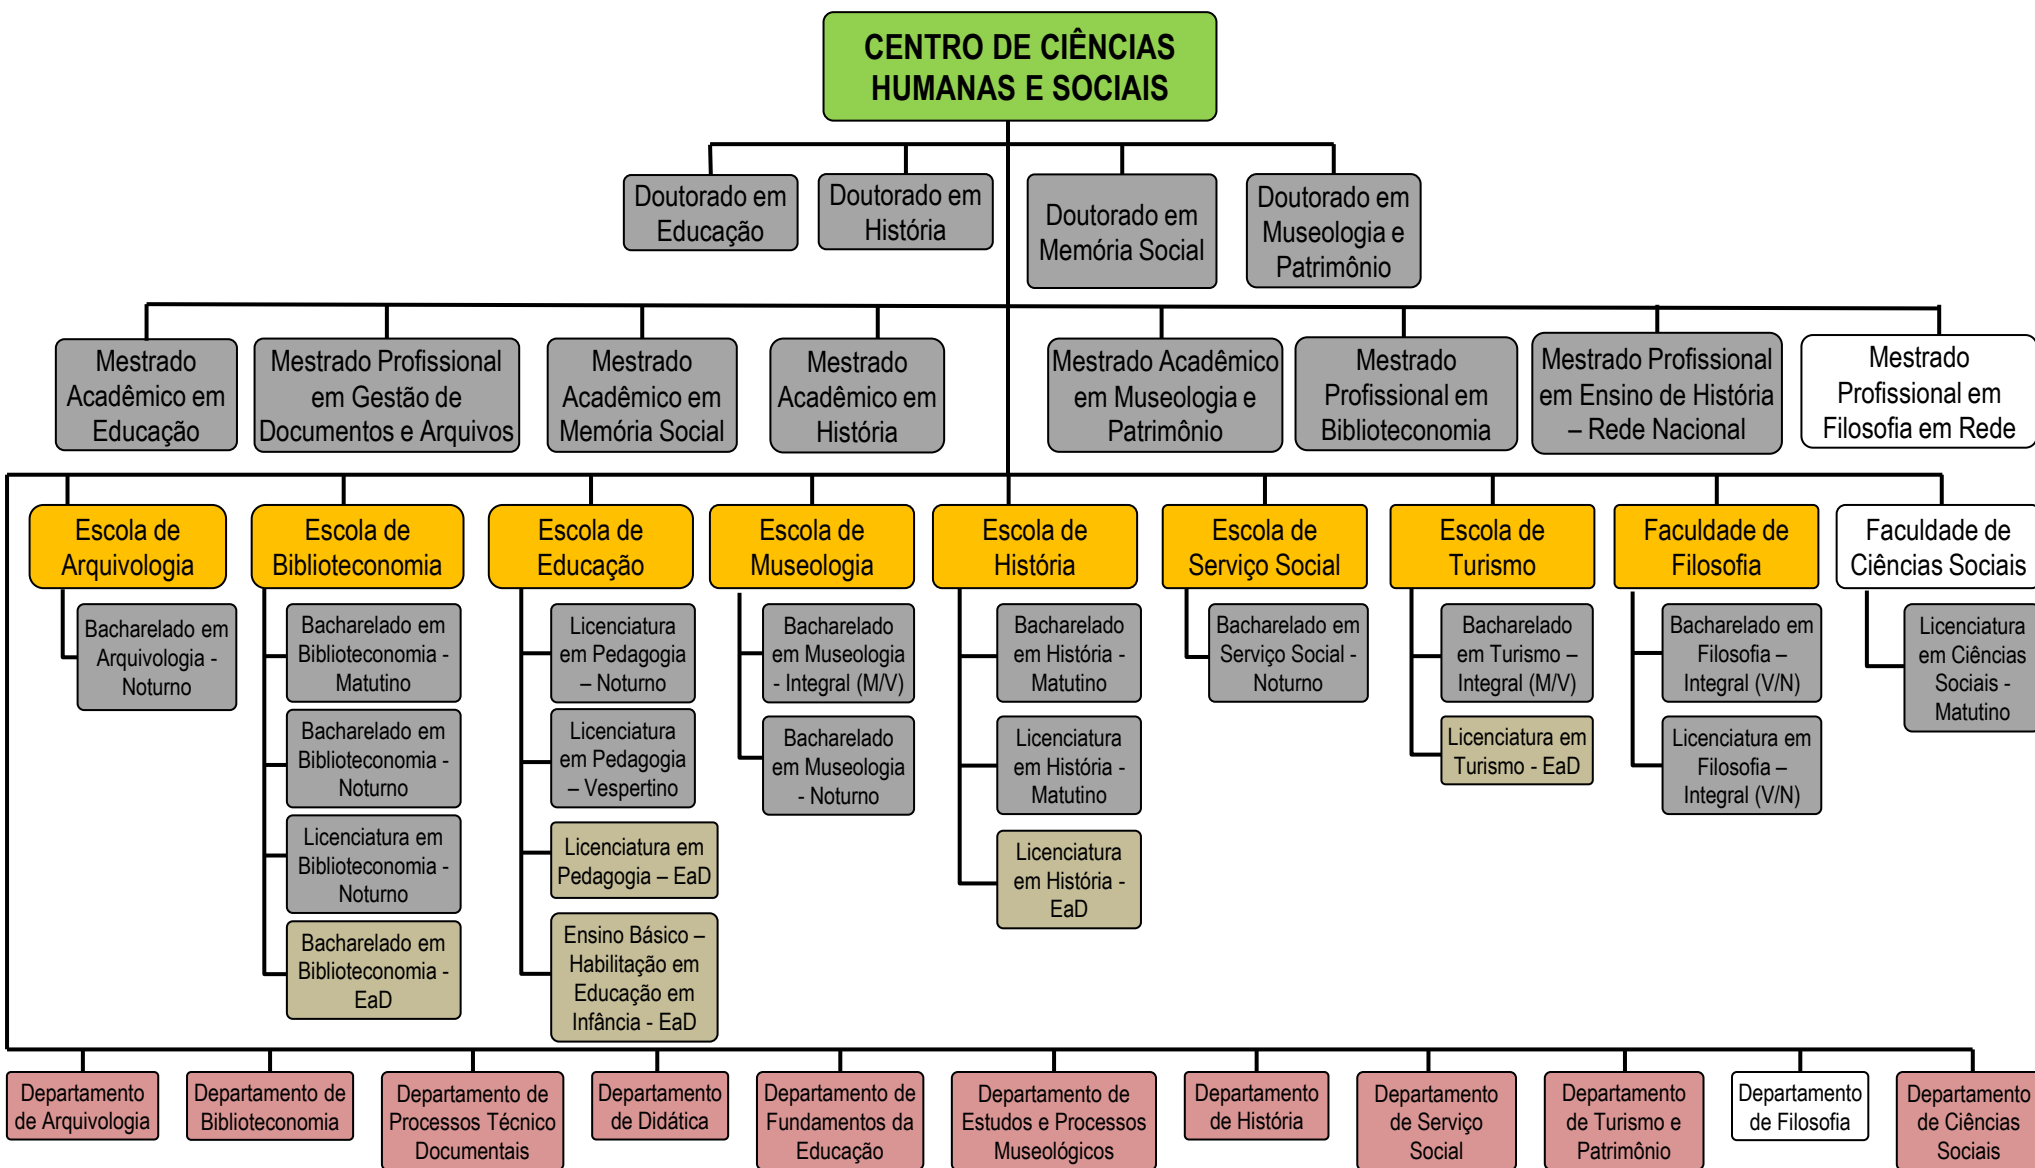 CENTRO DE CIÊNCIAS
HUMANAS E SOCIAIS
Doutorado em
Educação
Doutorado em
História
Doutorado em
Memória Social
Doutorado em
Museologia e
Patrimônio
Mestrado
Acadêmico em
Educação
Mestrado Profissional
em Gestão de
Documentos e Arquivos
Mestrado
Acadêmico em
Memória Social
Mestrado
Acadêmico em
História
Mestrado Acadêmico
em Museologia e
Patrimônio
Mestrado
Profissional em
Biblioteconomia
Mestrado Profissional
em Ensino de História
– Rede Nacional
Mestrado
Profissional em
Filosofia em Rede
Escola de
Arquivologia
Escola de
Biblioteconomia
Escola de
Educação
Escola de
Museologia
Escola de
História
Escola de
Serviço Social
Escola de
Turismo
Faculdade de
Filosofia
Faculdade de
Ciências Sociais
Bacharelado em
Arquivologia -
Noturno
Bacharelado em
Biblioteconomia -
Matutino
Bacharelado em
Biblioteconomia -
Noturno
Licenciatura em
Biblioteconomia -
Noturno
Bacharelado em
Biblioteconomia -
EaD
Licenciatura
em Pedagogia
– Noturno
Licenciatura
em Pedagogia
– Vespertino
Licenciatura em
Pedagogia – EaD
Ensino Básico –
Habilitação em
Educação em
Infância - EaD
Bacharelado
em Museologia
- Integral (M/V)
Bacharelado
em Museologia
- Noturno
Bacharelado
em História -
Matutino
Licenciatura
em História -
Matutino
Licenciatura
em História -
EaD
Bacharelado em
Serviço Social -
Noturno
Bacharelado
em Turismo –
Integral (M/V)
Licenciatura em
Turismo - EaD
Bacharelado em
Filosofia –
Integral (V/N)
Licenciatura em
Filosofia –
Integral (V/N)
Licenciatura
em Ciências
Sociais -
Matutino
Departamento
de Arquivologia
Departamento de
Biblioteconomia
Departamento de
Processos Técnico
Documentais
Departamento
de Didática
Departamento de
Fundamentos da
Educação
Departamento de
Estudos e Processos
Museológicos
Departamento
de História
Departamento
de Serviço
Social
Departamento
de Turismo e
Patrimônio
Departamento
de Filosofia
Departamento
de Ciências
Sociais